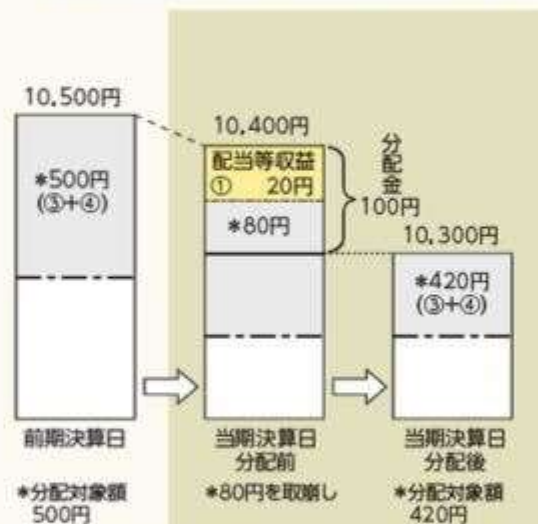 10,500円
*500円
(③+④)
前期決算日
*分配対象額
500円
10,400円
配当等収益
① 20円
*80円
分配金
100円
当期決算日
分配前
*80円を取崩し
10,300円
*420円
(③+④)
当期決算日
分配後
*分配対象額
420円